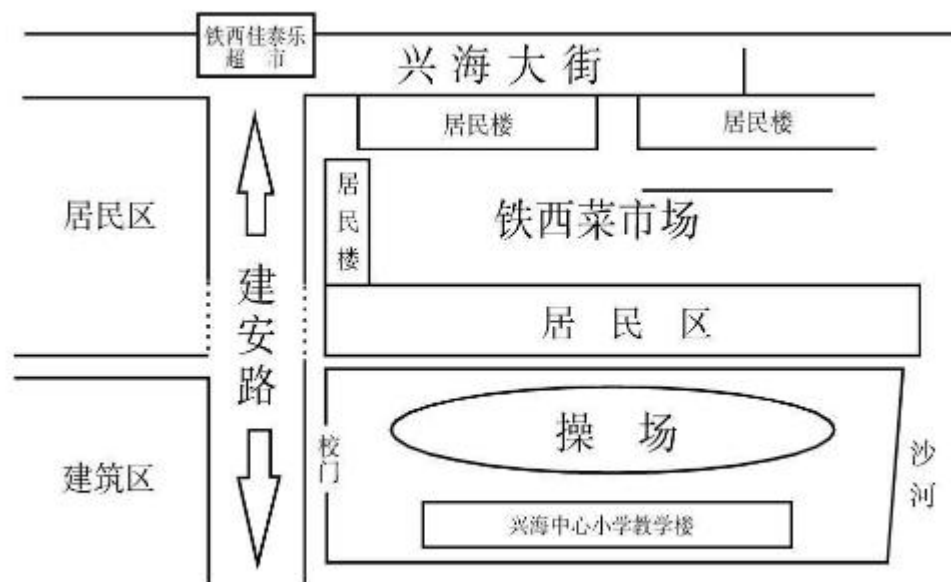 铁西佳泰乐
超 市
兴海大街
居民楼
居民楼
居民楼
居民区
铁西菜市场
建安路
居 民 区
操 场
校门
沙河
建筑区
兴海中心小学教学楼